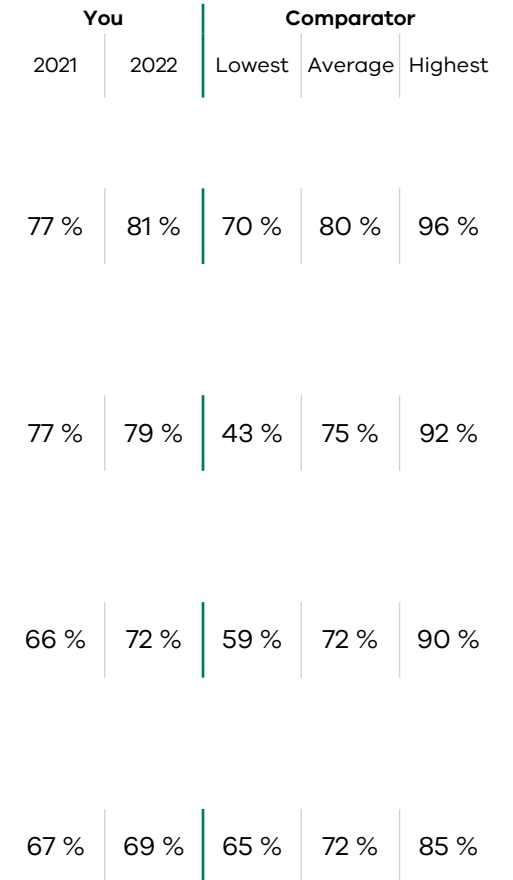 You Comparator
2021 2022 Lowest Average Highest
77 % 81 % 70 % 80 % 96 %
77 % 79 % 43 % 75 % 92 %
66 % 72 % 59 % 72 % 90 %
67 % 69 % 65 % 72 % 85 %